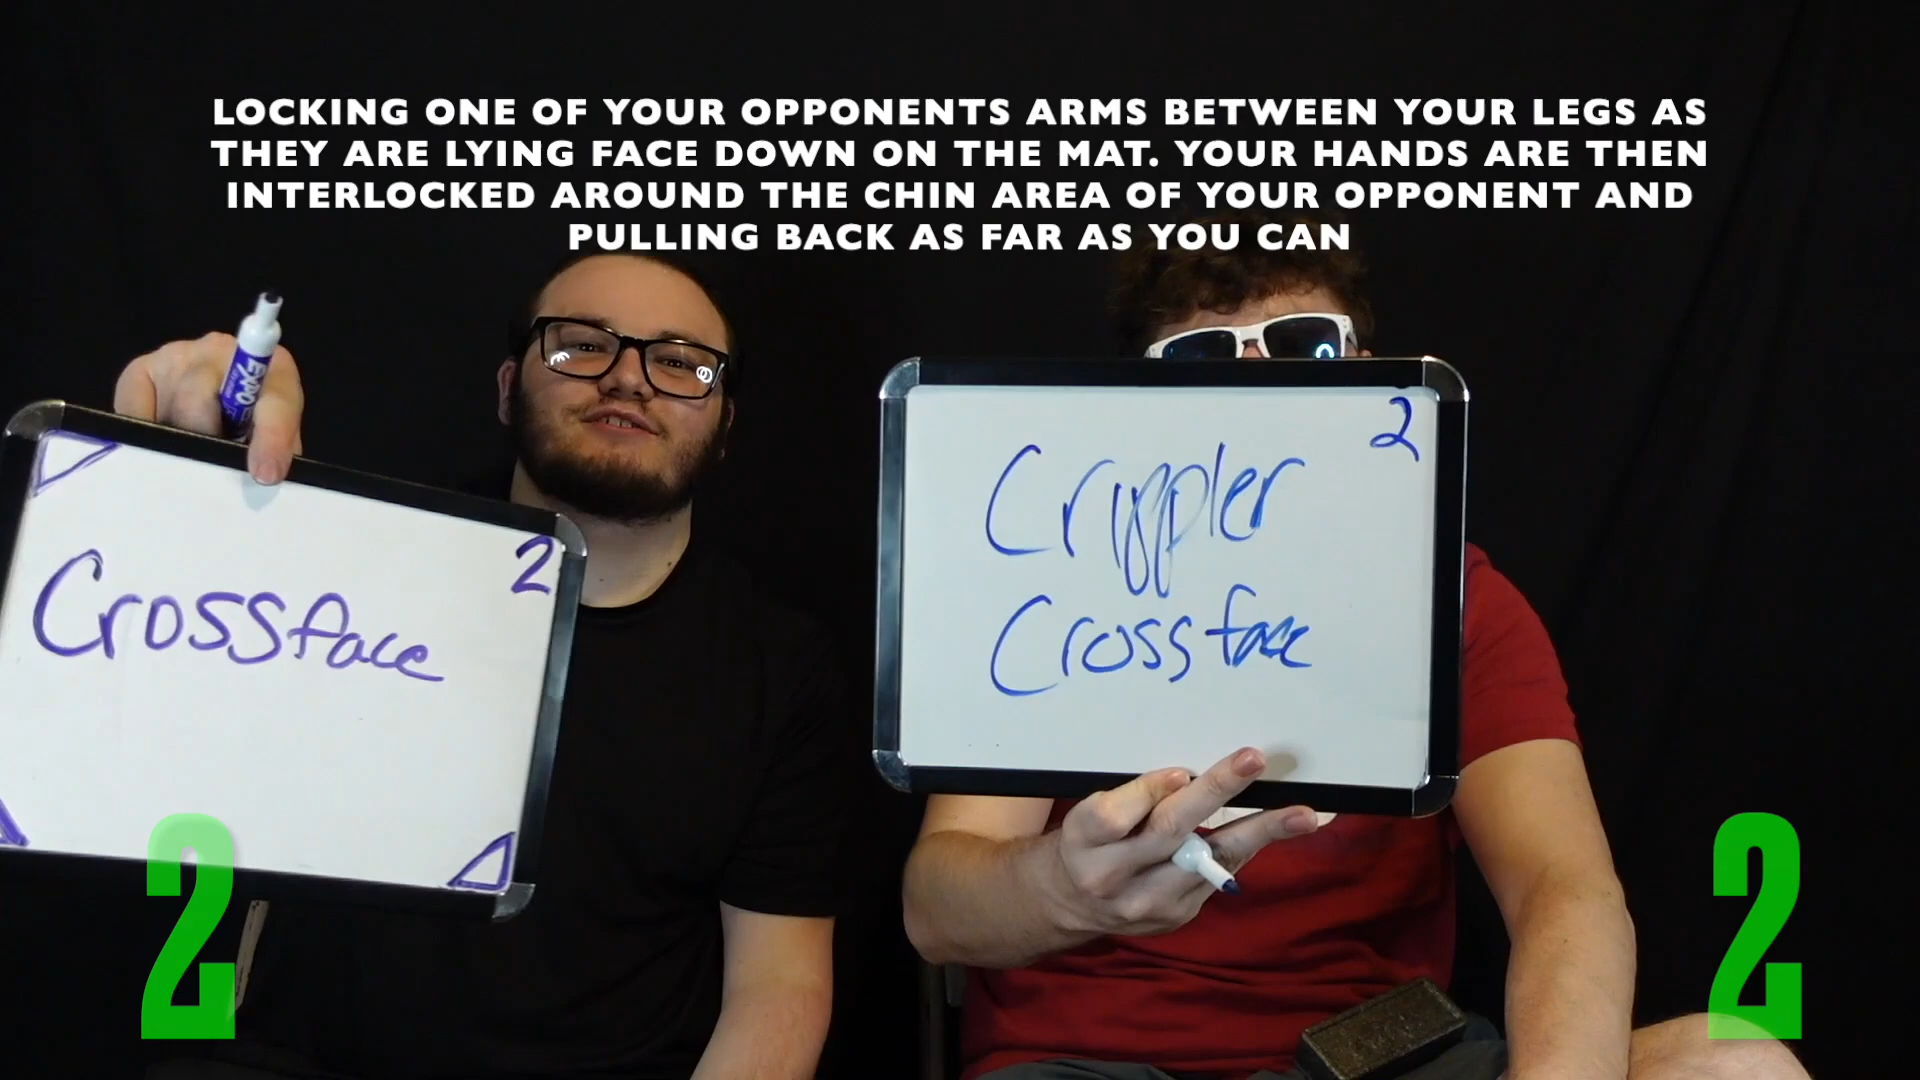 LOCKING ONE OF YOUR OPPONENTS ARMS BETWEEN YOUR LEGS AS
THEY ARE LYING FACE DOWN ON THE MAT. YOUR HANDS ARE THEN
INTERLOCKED AROUND THE CHIN AREA OF YOUR OPPONENT AND
PULLING BACK AS FAR AS YOU CAN
EXPO
2
Crossface
2
Crippler
Crossface
2
2